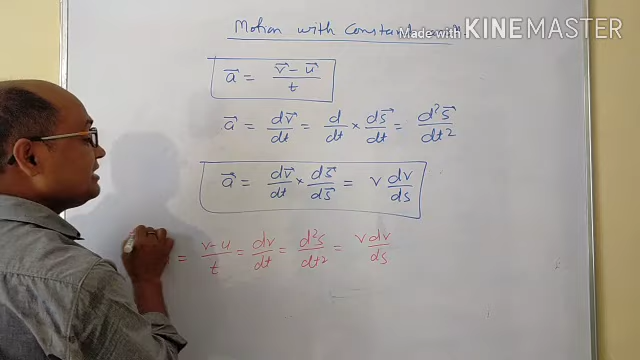 Motion with Constant
Made with KINEMASTER
a⃗ = (v⃗ – u⃗)/t
a⃗ = dv⃗/dt = d/dt × ds⃗/dt = d²s⃗/dt²
a⃗ = dv⃗/dt × ds⃗/ds⃗ = v dv/ds
= (v–u)/t = dv/dt = d²s/dt² = v dv/ds